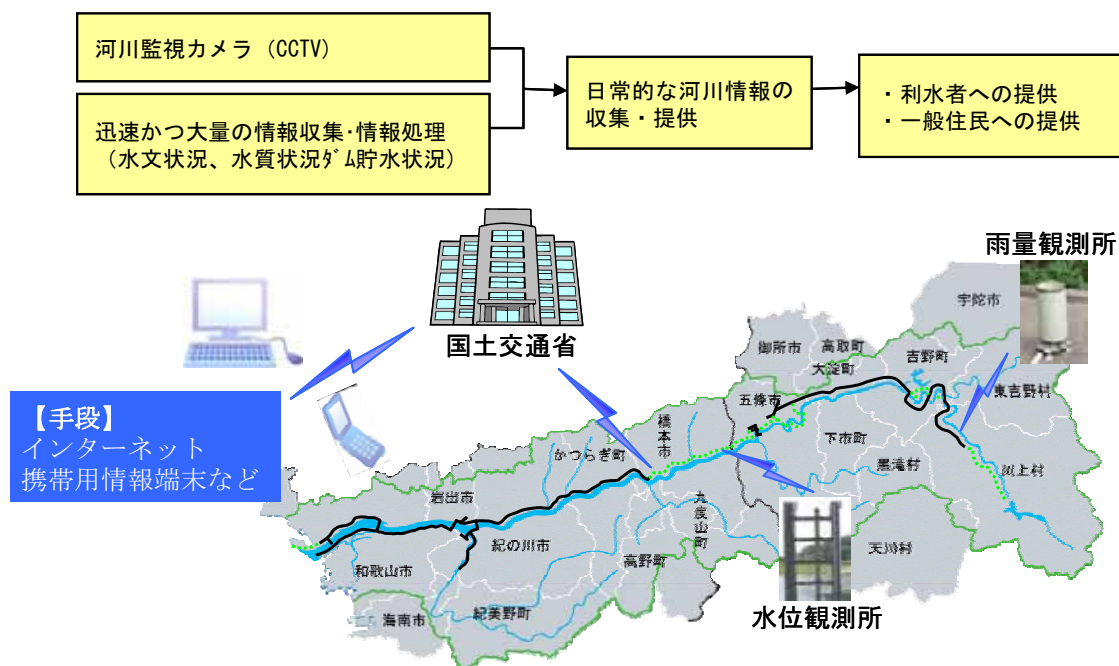 河川監視カメラ（CCTV）
迅速かつ大量の情報収集･情報処理
（水文状況、水質状況ﾀﾞﾑ貯水状況）
日常的な河川情報の
収集・提供
・利水者への提供
・一般住民への提供
雨量観測所
国土交通省
【手段】
インターネット
携帯用情報端末など
宇陀市
御所市
高取町
大淀町
吉野町
東吉野村
五條市
下市町
黒滝村
川上村
天川村
橋本市
かつらぎ町
九度山町
高野町
岩出市
紀の川市
和歌山市
海南市
紀美野町
水位観測所